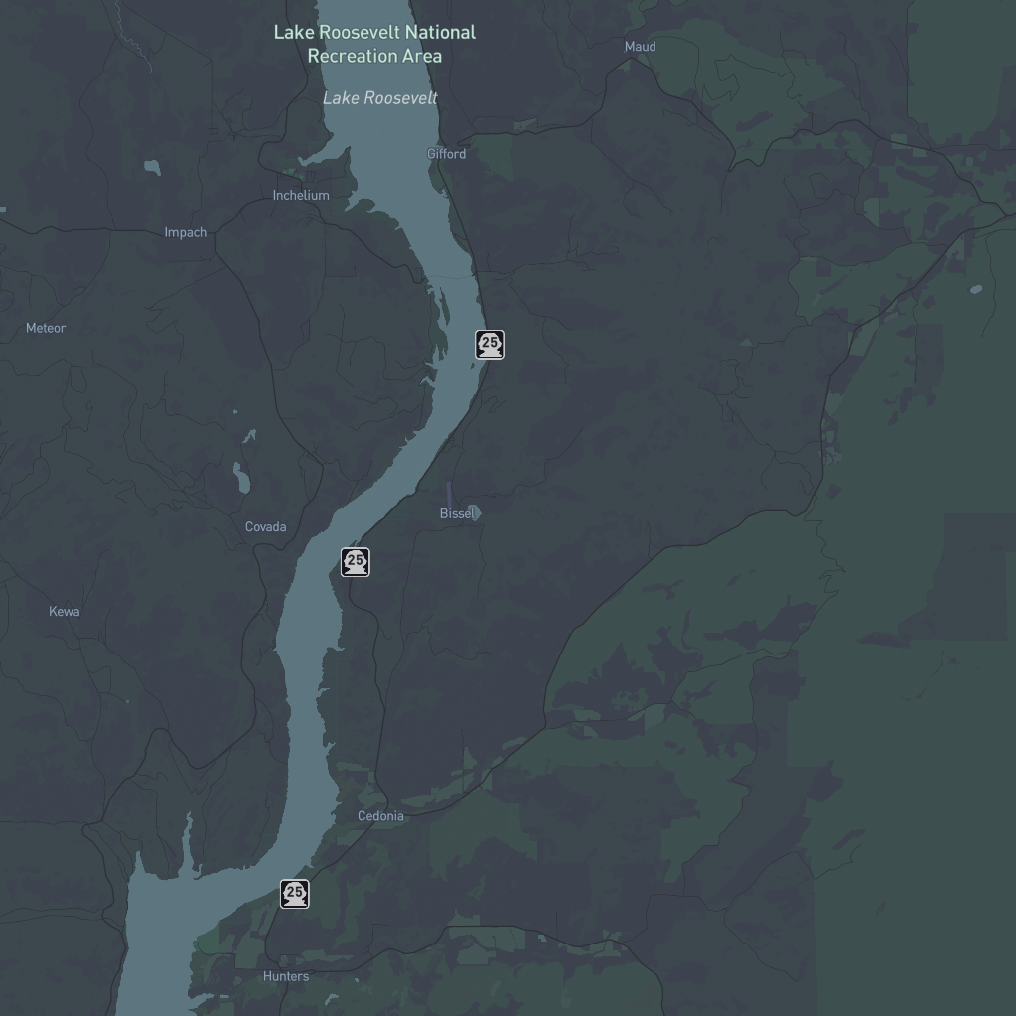 Lake Roosevelt National
Recreation Area
Maud
Lake Roosevelt
Gifford
Inchelium
Impach
Meteor
25
Bissel
Covada
25
Kewa
Cedonia
25
Hunters